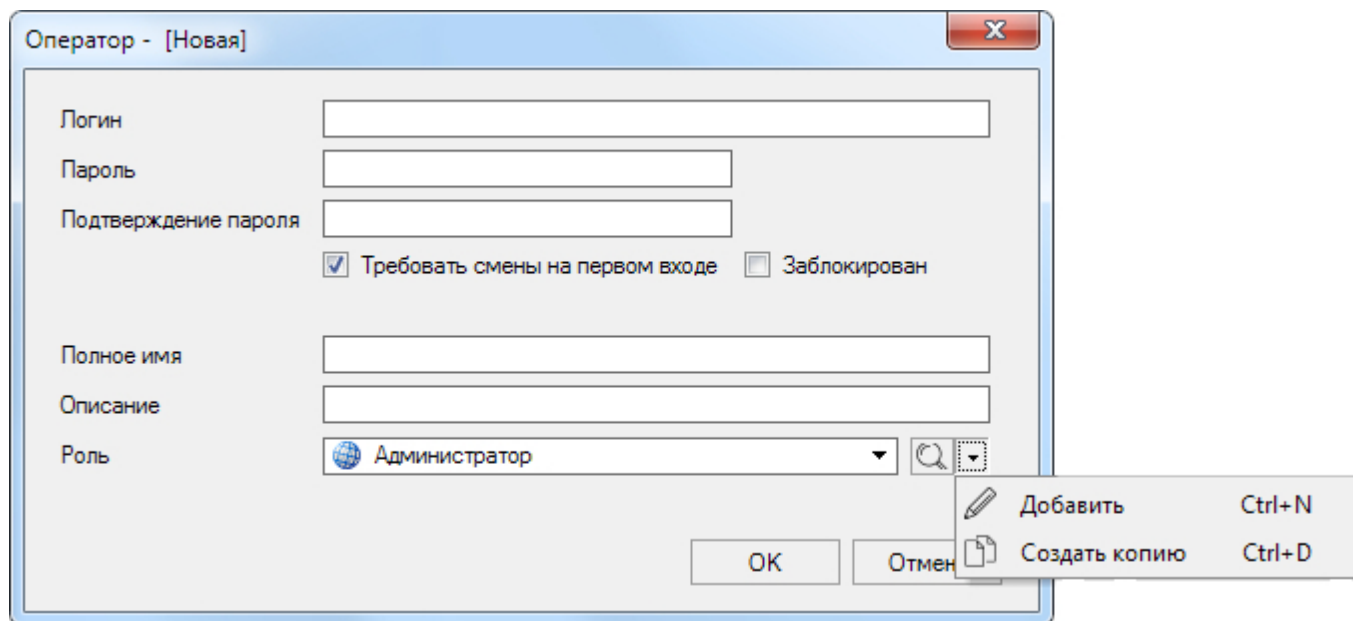 Оператор - [Новая]
Логин
Пароль
Подтверждение пароля
Требовать смены на первом входе Заблокирован
Полное имя
Описание
Роль Администратор
Добавить Ctrl+N
OK Отмен
Создать копию Ctrl+D